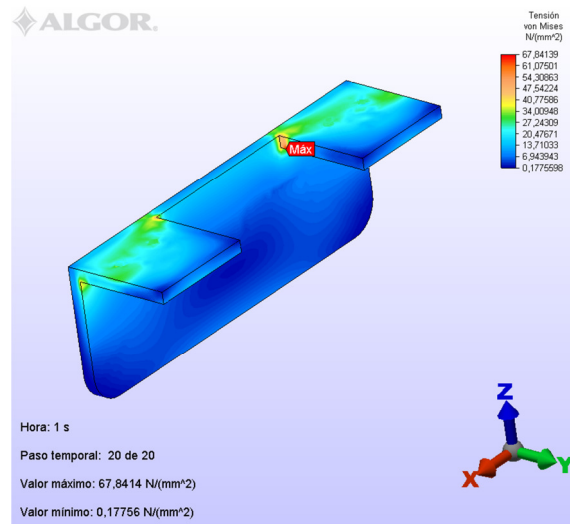 ALGOR.
Tensión
von Mises
N/(mm^2)
67,84139
61,07501
54,30863
47,54224
40,77586
34,00948
27,24309
20,47671
13,71033
6,943943
0,1775598
Máx
Hora: 1 s
Paso temporal: 20 de 20
Valor máximo: 67,8414 N/(mm^2)
Valor mínimo: 0,17756 N/(mm^2)
Z
X
Y